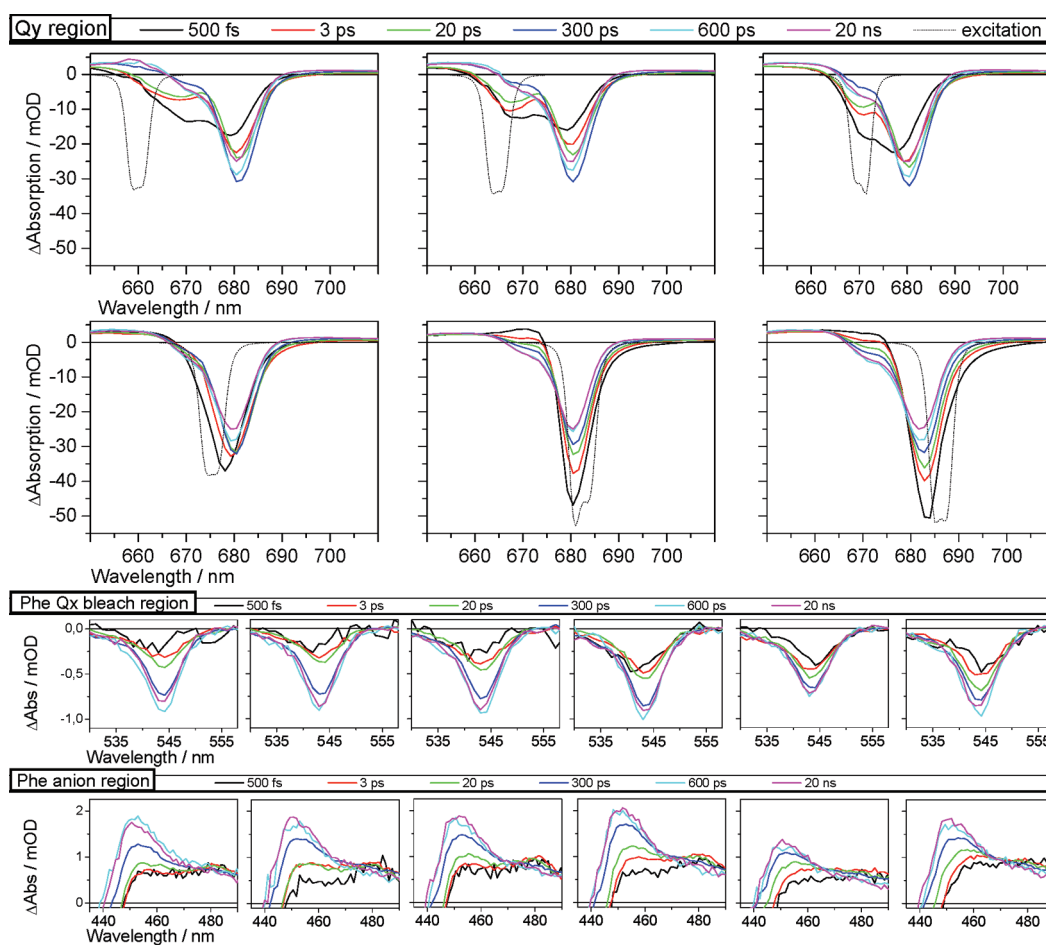 Qy region 500 fs 3 ps 20 ps 300 ps 600 ps 20 ns excitation
0 -10 -20 -30 -40 -50
ΔAbsorption / mOD
660 670 680 690 700 660 670 680 690 700 660 670 680 690 700
Wavelength / nm
0 -10 -20 -30 -40 -50
ΔAbsorption / mOD
660 670 680 690 700 660 670 680 690 700 660 670 680 690 700
Wavelength / nm
Phe Qx bleach region 500 fs 3 ps 20 ps 300 ps 600 ps 20 ns
0,0 -0,5 -1,0
ΔAbs / mOD
535 545 555 535 545 555 535 545 555 535 545 555 535 545 555 535 545 555
Wavelength / nm
Phe anion region 500 fs 3 ps 20 ps 300 ps 600 ps 20 ns
2 1 0
ΔAbs / mOD
440 460 480 440 460 480 440 460 480 440 460 480 440 460 480 440 460 480
Wavelength / nm